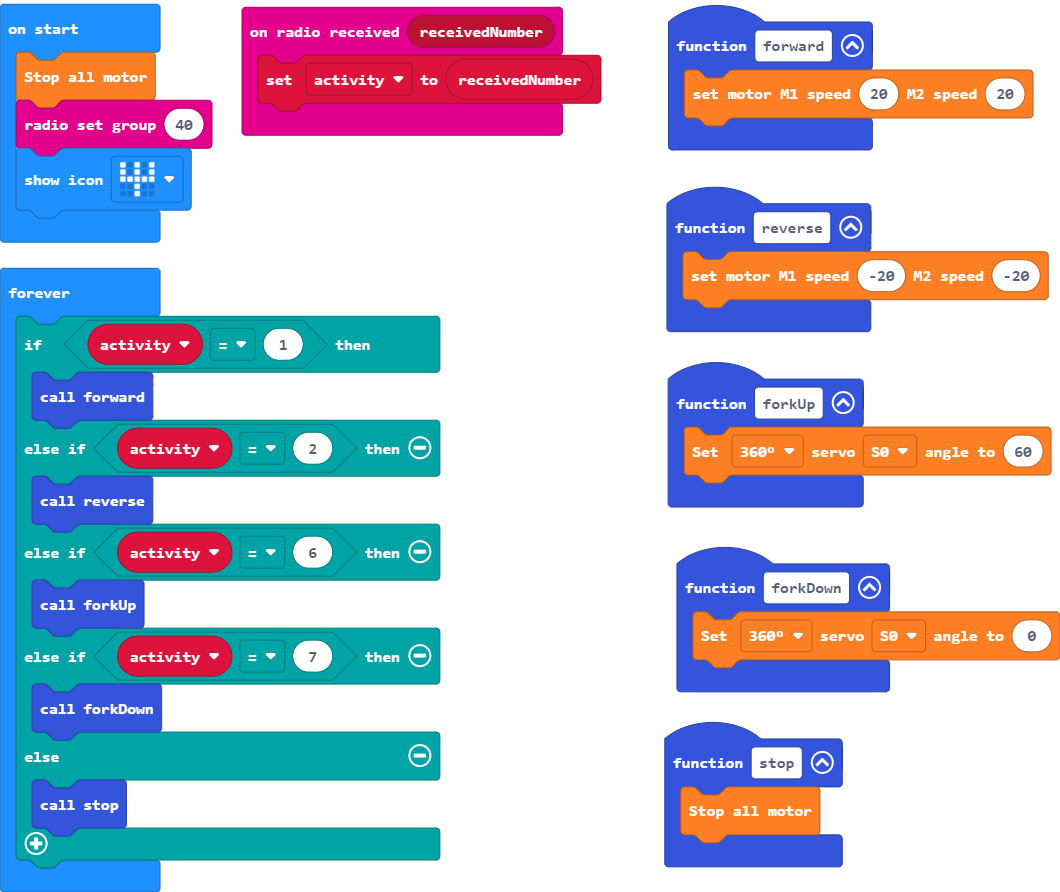 on start
Stop all motor
radio set group 40
show icon
on radio received receivedNumber
set activity to receivedNumber
forever
if activity = 1 then
call forward
else if activity = 2 then
call reverse
else if activity = 6 then
call forkUp
else if activity = 7 then
call forkDown
else
call stop
function forward
set motor M1 speed 20 M2 speed 20
function reverse
set motor M1 speed -20 M2 speed -20
function forkUp
Set 360º servo S0 angle to 60
function forkDown
Set 360º servo S0 angle to 0
function stop
Stop all motor